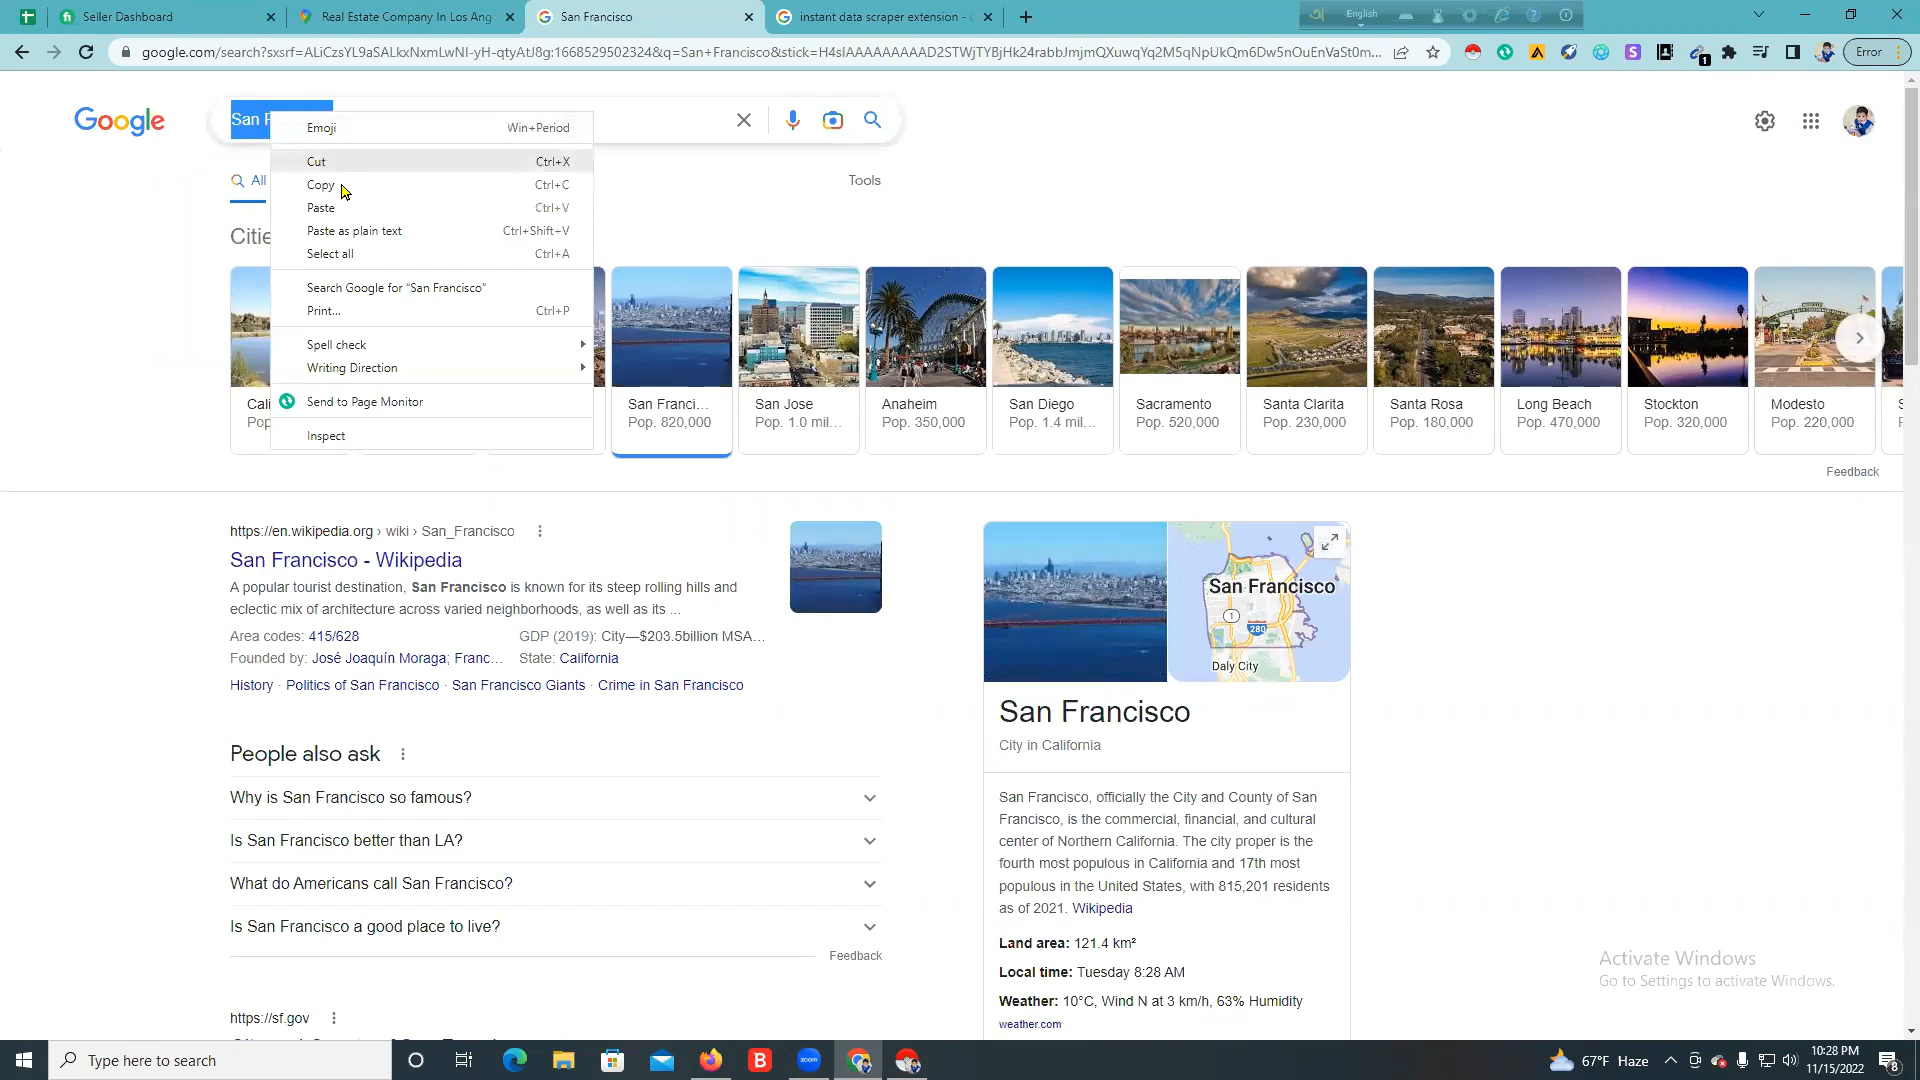 Seller Dashboard
Real Estate Company In Los Ang
San Francisco
instant data scraper extension -
English
google.com/search?sxsrf=ALiCzsYL9aSALkxNxmLwNI-yH-qtyAtJ8g:1668529502324&q=San+Francisco&stick=H4sIAAAAAAAAAD2STWjTYBjHk24rabbJmjmQXuwqYq2M5qNpUkQm6Dw5nOuEnVaSt0m...
1
Error
Google
San F
Emoji Win+Period
Cut Ctrl+X
Copy Ctrl+C
Paste Ctrl+V
Paste as plain text Ctrl+Shift+V
Select all Ctrl+A
Search Google for “San Francisco”
Print... Ctrl+P
Spell check
Writing Direction
Send to Page Monitor
Inspect
All
Tools
Citie
Cali
Pop
San Franci...
Pop. 820,000
San Jose
Pop. 1.0 mil...
Anaheim
Pop. 350,000
San Diego
Pop. 1.4 mil...
Sacramento
Pop. 520,000
Santa Clarita
Pop. 230,000
Santa Rosa
Pop. 180,000
Long Beach
Pop. 470,000
Stockton
Pop. 320,000
Modesto
Pop. 220,000
Feedback
https://en.wikipedia.org › wiki › San_Francisco
San Francisco - Wikipedia
A popular tourist destination, San Francisco is known for its steep rolling hills and
eclectic mix of architecture across varied neighborhoods, as well as its ...
Area codes: 415/628 GDP (2019): City—$203.5billion MSA...
Founded by: José Joaquín Moraga; Franc... State: California
History · Politics of San Francisco · San Francisco Giants · Crime in San Francisco
People also ask
Why is San Francisco so famous?
Is San Francisco better than LA?
What do Americans call San Francisco?
Is San Francisco a good place to live?
Feedback
https://sf.gov
San Francisco
1
280
Daly City
San Francisco
City in California
San Francisco, officially the City and County of San
Francisco, is the commercial, financial, and cultural
center of Northern California. The city proper is the
fourth most populous in California and 17th most
populous in the United States, with 815,201 residents
as of 2021. Wikipedia
Land area: 121.4 km²
Local time: Tuesday 8:28 AM
Weather: 10°C, Wind N at 3 km/h, 63% Humidity
weather.com
Activate Windows
Go to Settings to activate Windows.
Type here to search
B
zoom
67°F Haze
10:28 PM
11/15/2022
8